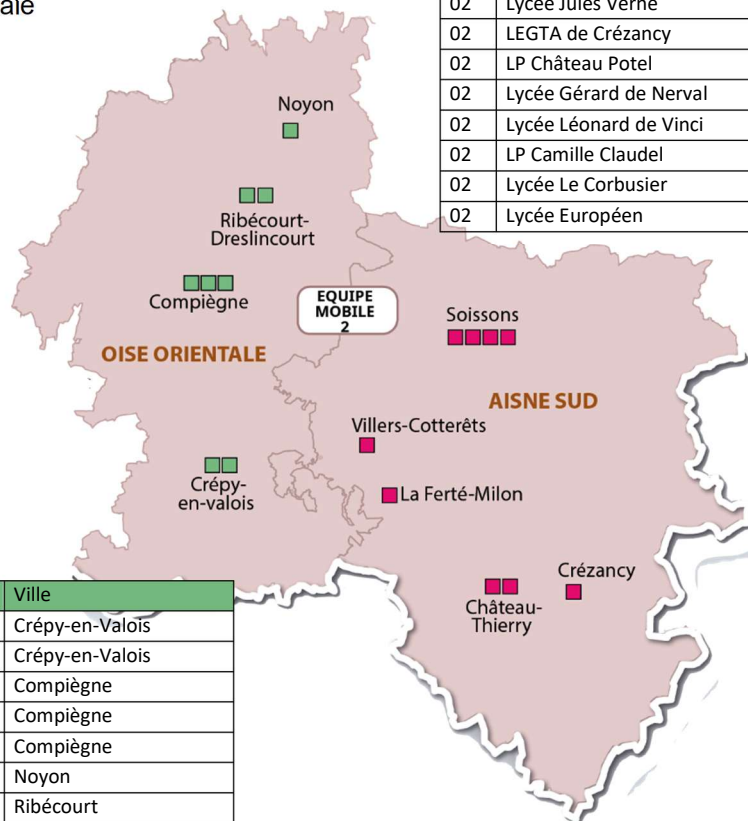 ale
02 Lycée Jules Verne
02 LEGTA de Crézancy
02 LP Château Potel
02 Lycée Gérard de Nerval
02 Lycée Léonard de Vinci
02 LP Camille Claudel
02 Lycée Le Corbusier
02 Lycée Européen
Noyon
Ribécourt-
Dreslincourt
Compiègne
EQUIPE
MOBILE
2
Soissons
OISE ORIENTALE
AISNE SUD
Villers-Cotterêts
Crépy-
en-valois
La Ferté-Milon
Crézancy
Château-
Thierry
Ville
Crépy-en-Valois
Crépy-en-Valois
Compiègne
Compiègne
Compiègne
Noyon
Ribécourt